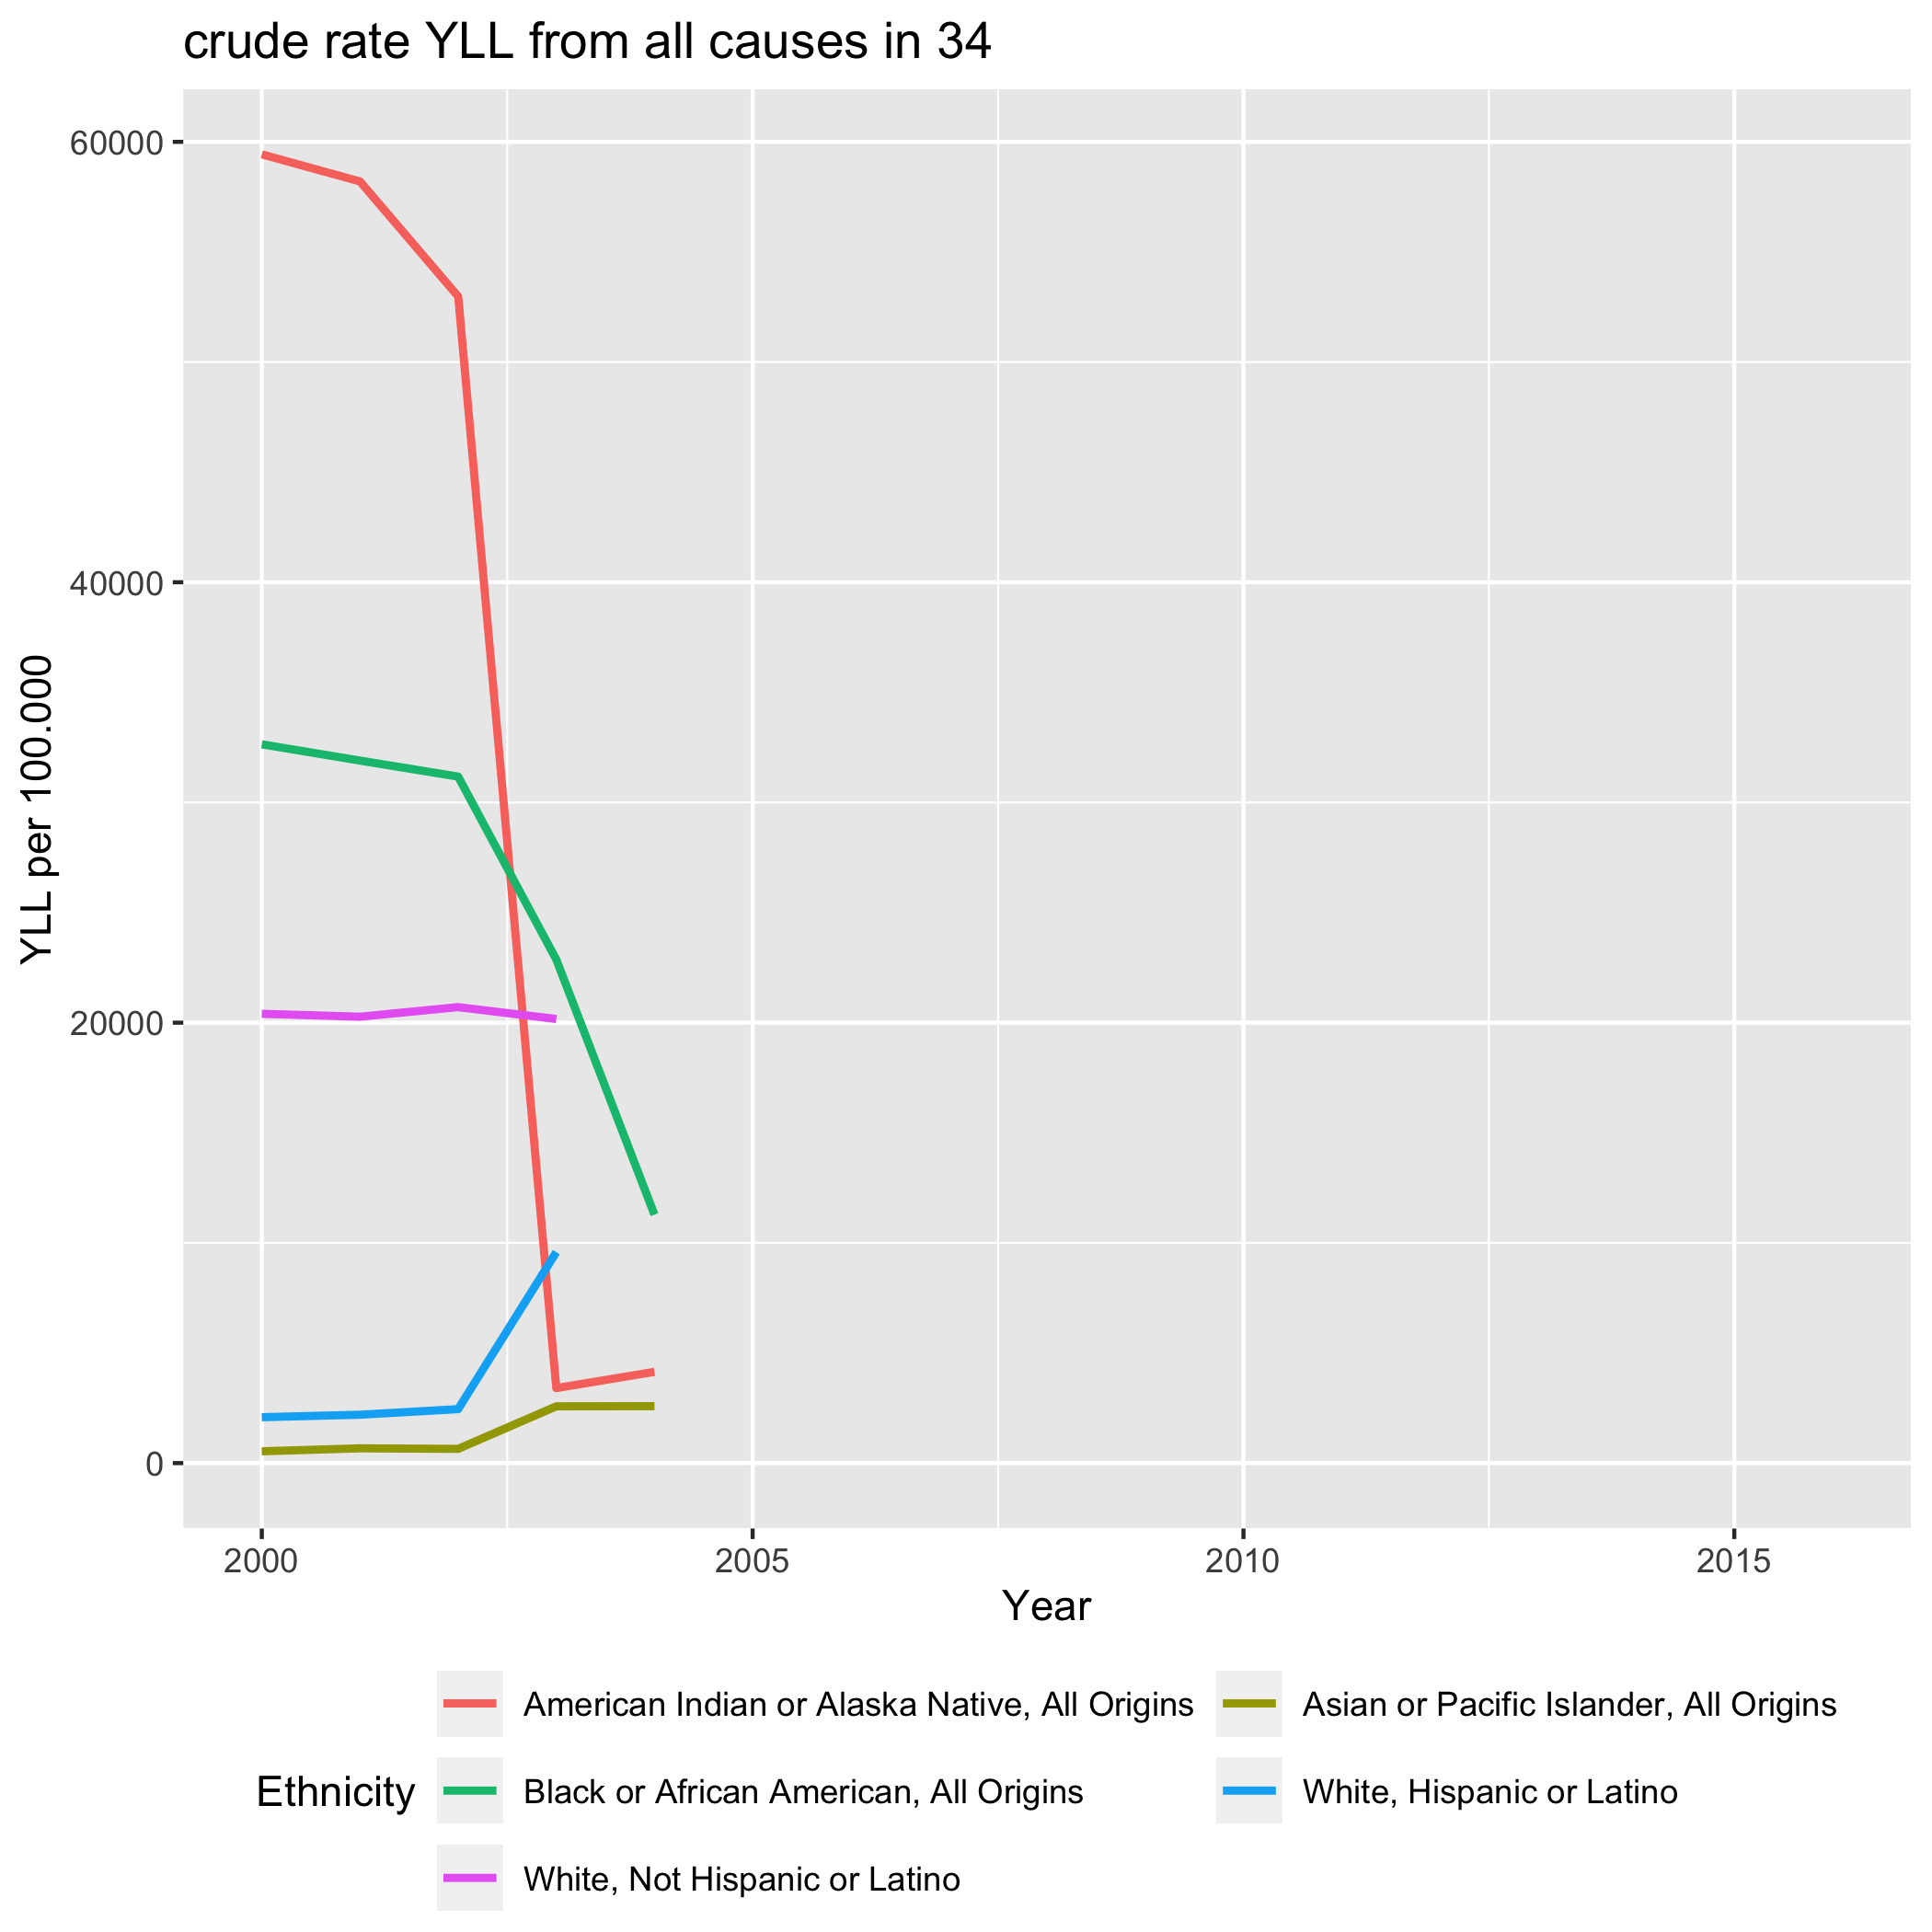 crude rate YLL from all causes in 34
60000
40000
20000
0
YLL per 100.000
2000 2005 2010 2015
Year
Ethnicity
American Indian or Alaska Native, All Origins
Asian or Pacific Islander, All Origins
Black or African American, All Origins
White, Hispanic or Latino
White, Not Hispanic or Latino